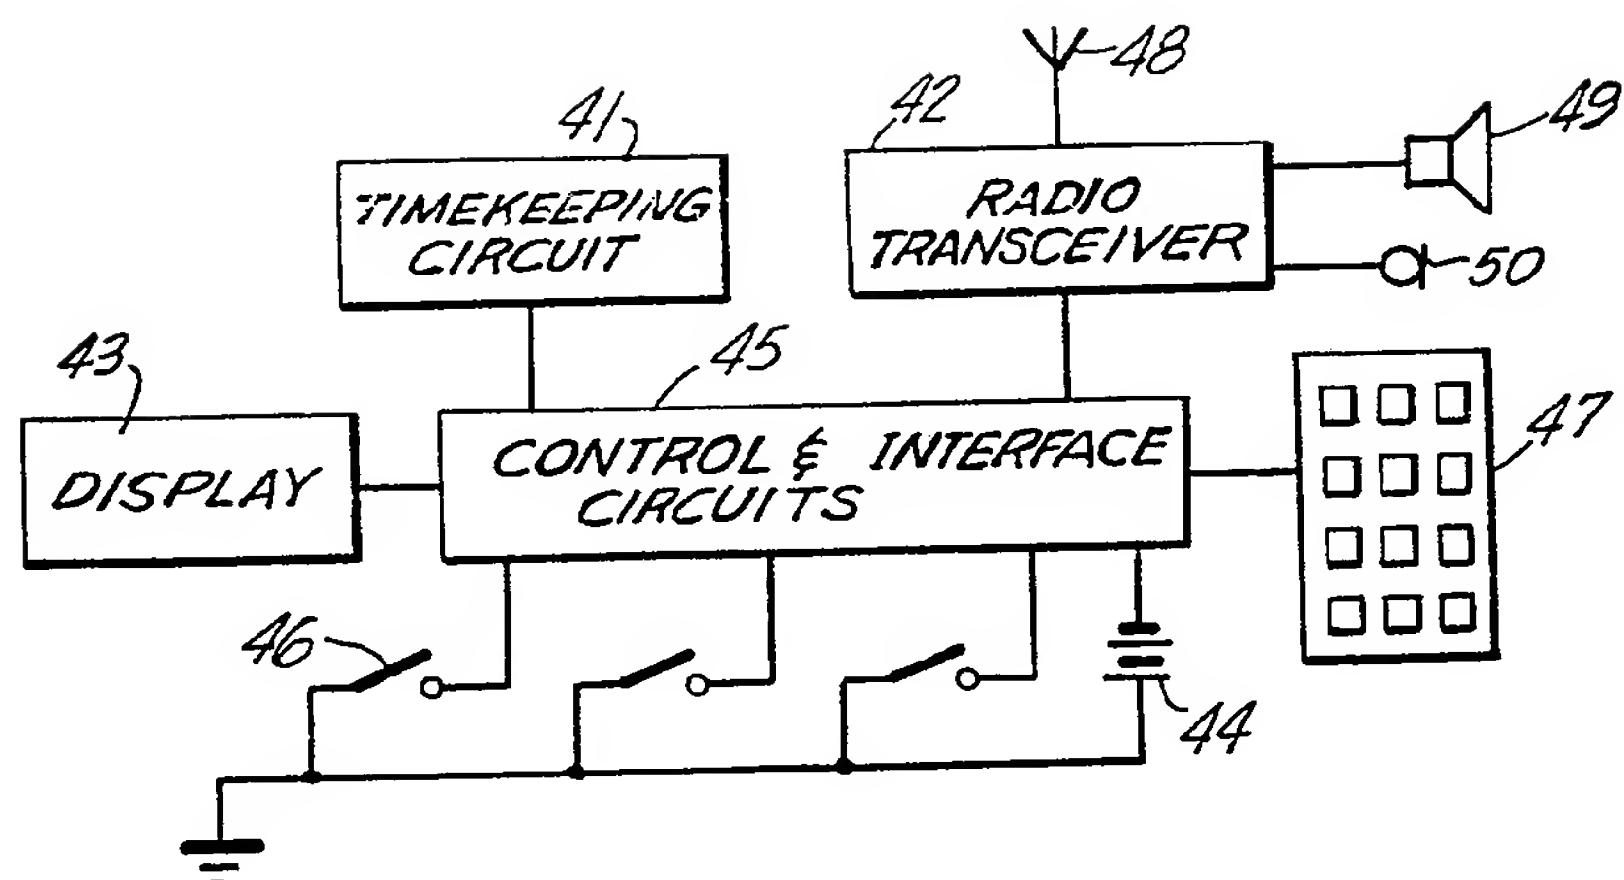 48
42
41
49
TIMEKEEPING
CIRCUIT
RADIO
TRANSCEIVER
50
43
45
47
DISPLAY
CONTROL & INTERFACE
CIRCUITS
46
44